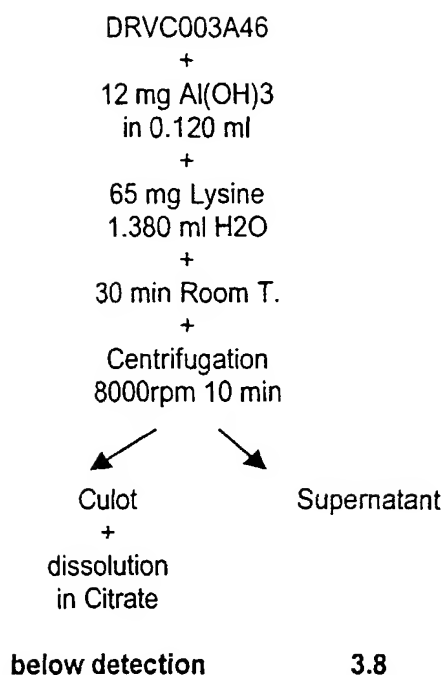 DRVC003A46
+
12 mg Al(OH)3
in 0.120 ml
+
65 mg Lysine
1.380 ml H2O
+
30 min Room T.
+
Centrifugation
8000rpm 10 min
Culot
+
dissolution
in Citrate
Supernatant
below detection 3.8